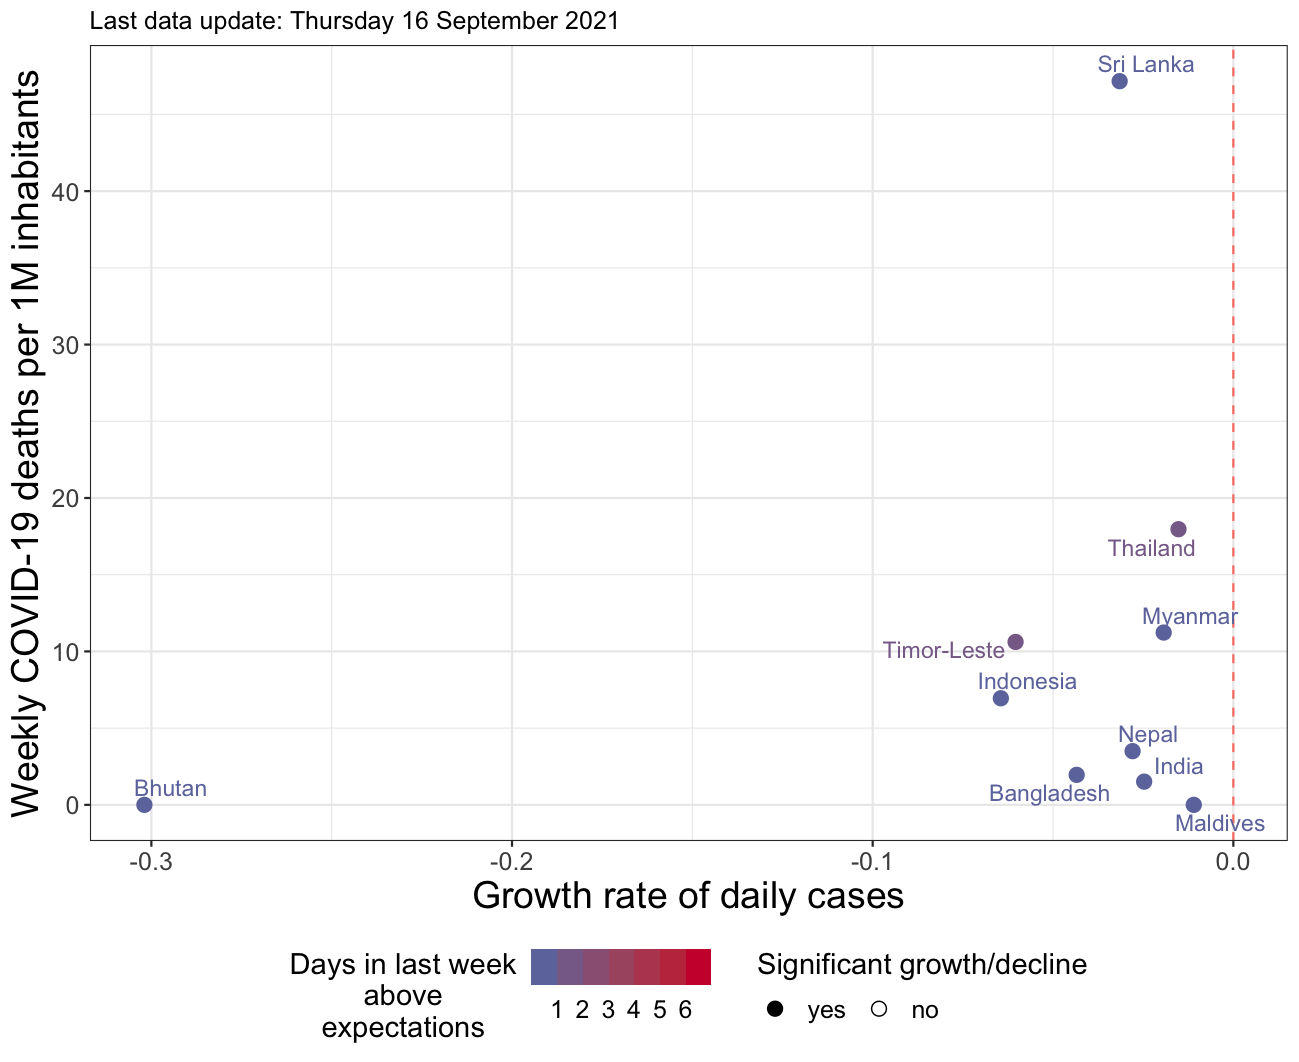 Last data update: Thursday 16 September 2021
Weekly COVID-19 deaths per 1M inhabitants
40
30
20
10
0
Sri Lanka
Thailand
Myanmar
Timor-Leste
Indonesia
Nepal
India
Bhutan
Bangladesh
Maldives
-0.3
-0.2
-0.1
0.0
Growth rate of daily cases
Days in last week
above
expectations
1 2 3 4 5 6
Significant growth/decline
yes
no